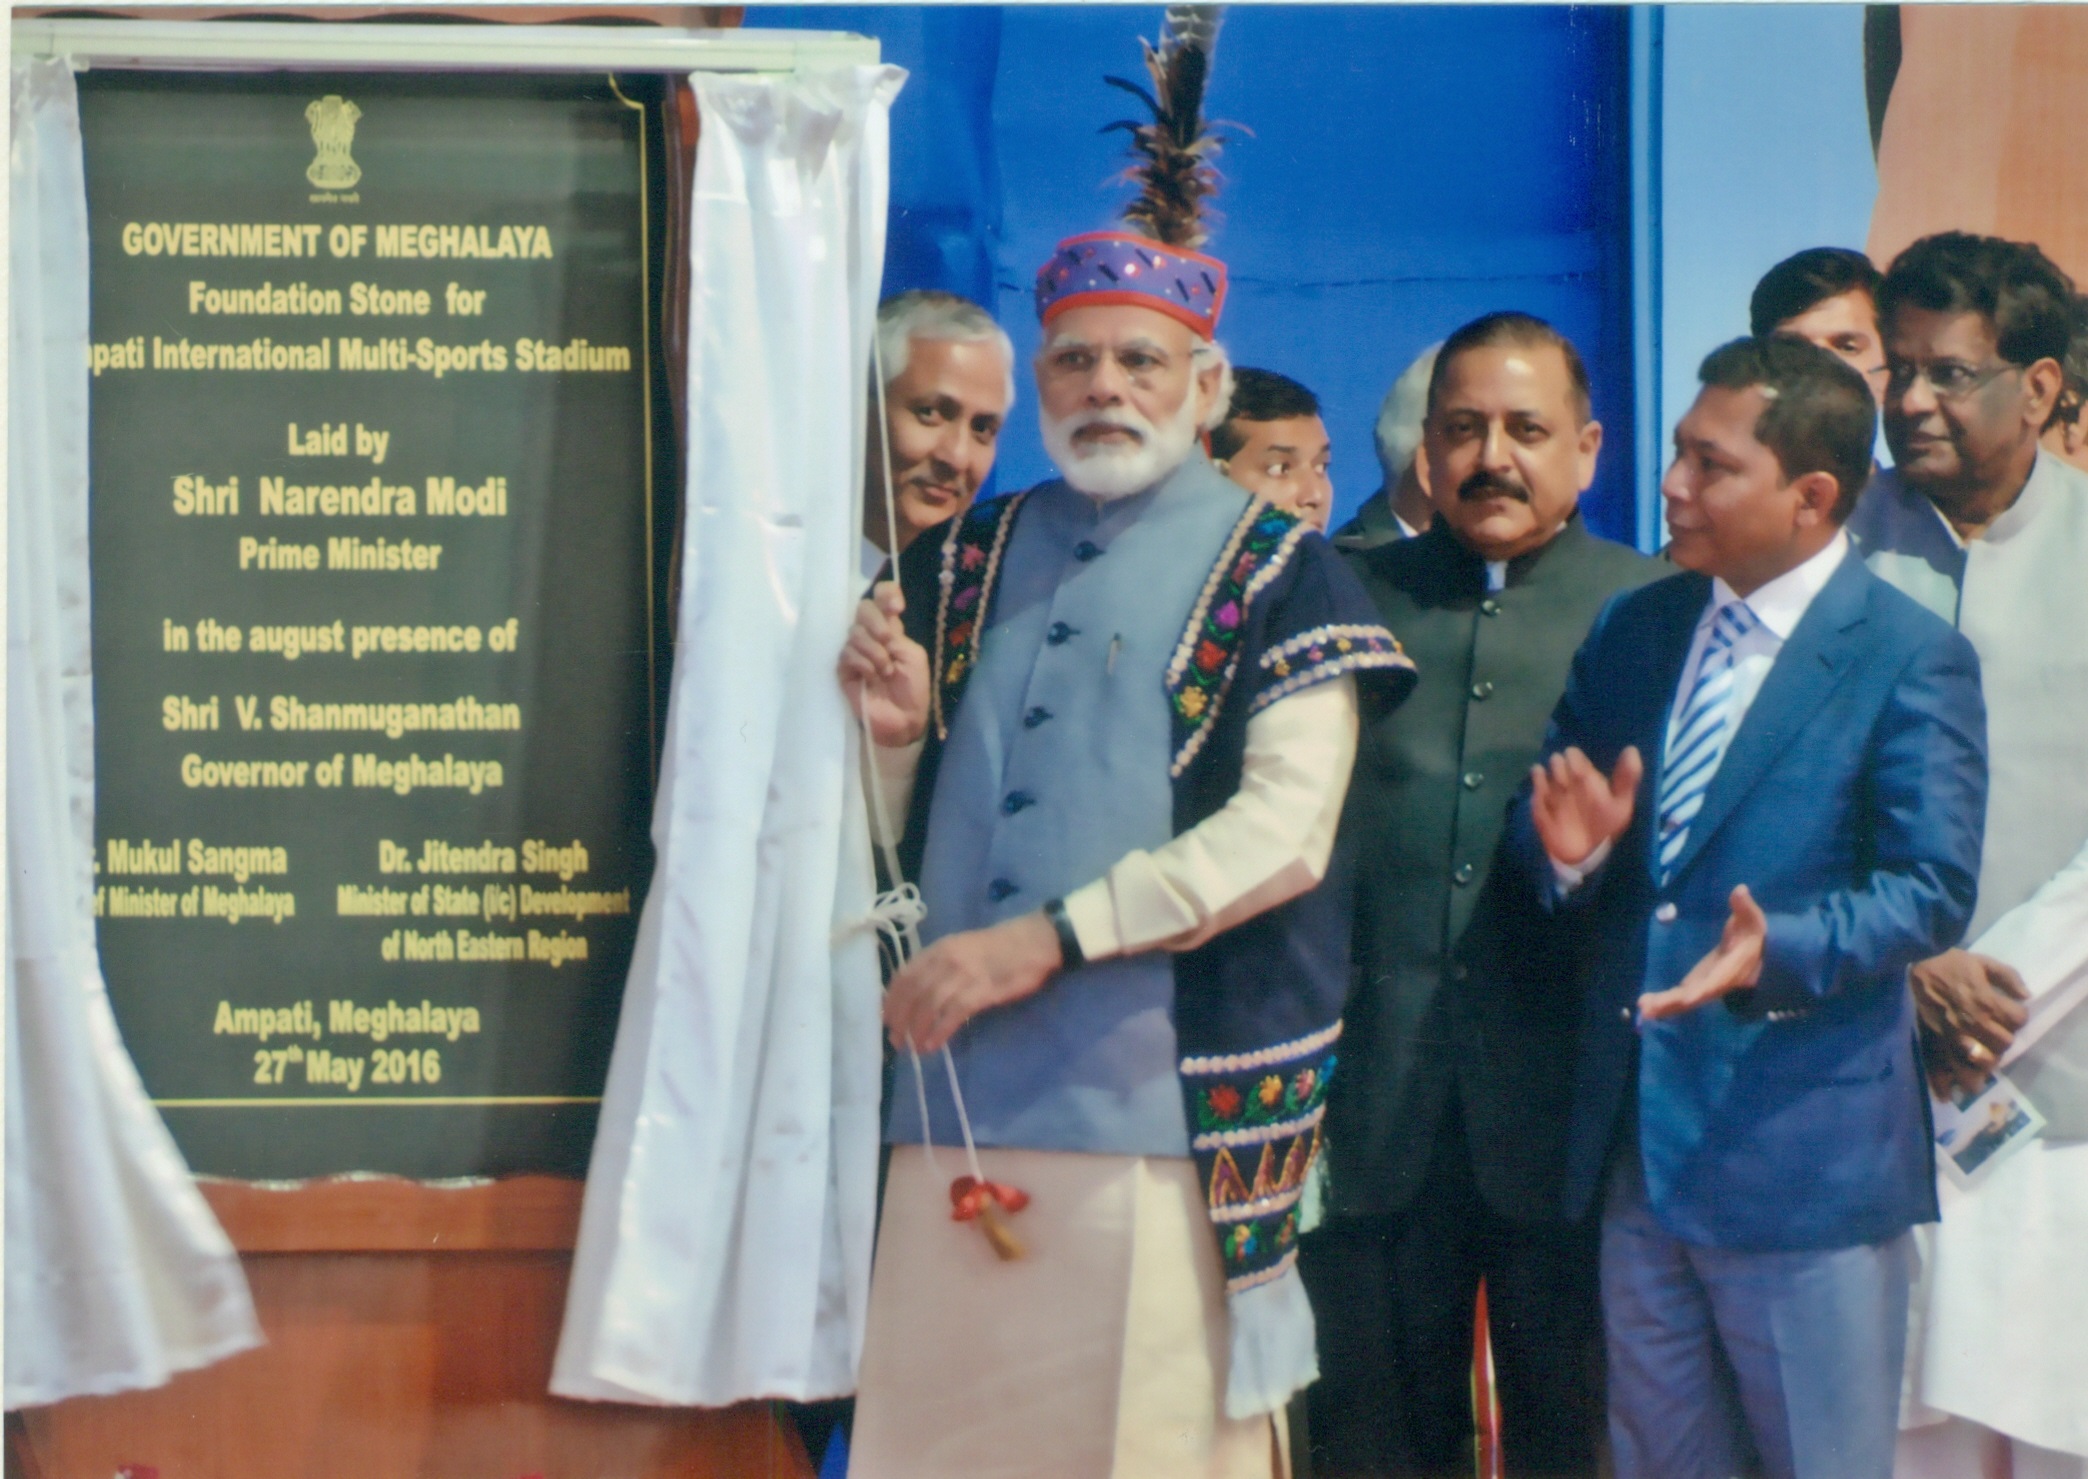 GOVERNMENT OF MEGHALAYA
Foundation Stone for
pati International Multi-Sports Stadium
Laid by
Shri Narendra Modi
Prime Minister
in the august presence of
Shri V. Shanmuganathan
Governor of Meghalaya
Mukul Sangma
Minister of Meghalaya
Dr. Jitendra Singh
Minister of State (i/c) Development
of North Eastern Region
Ampati, Meghalaya
27th May 2016